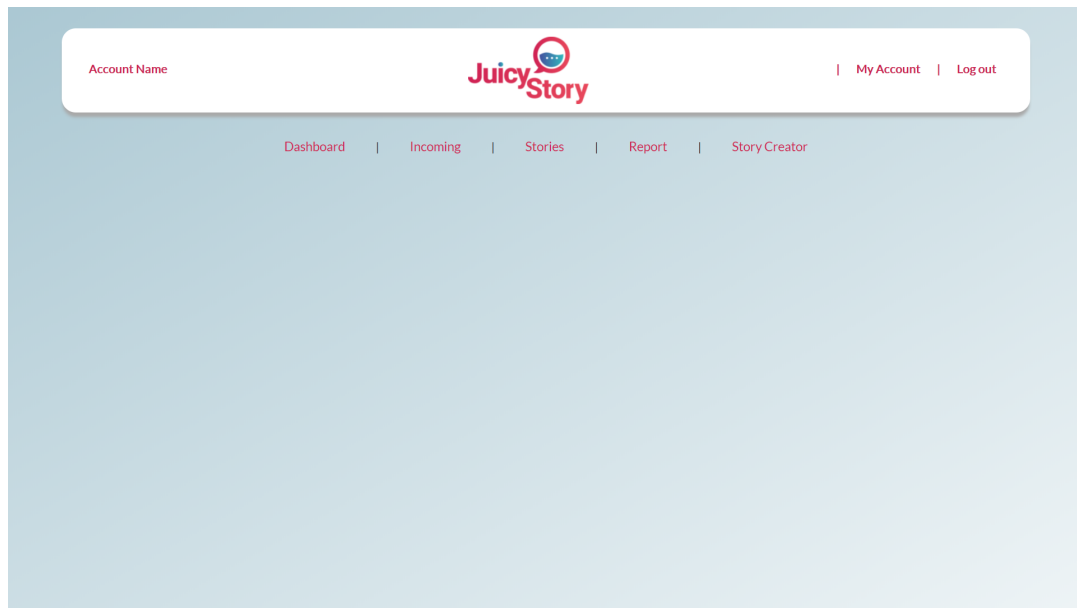 Account Name
Juicy
Story
| My Account | Log out
Dashboard | Incoming | Stories | Report | Story Creator